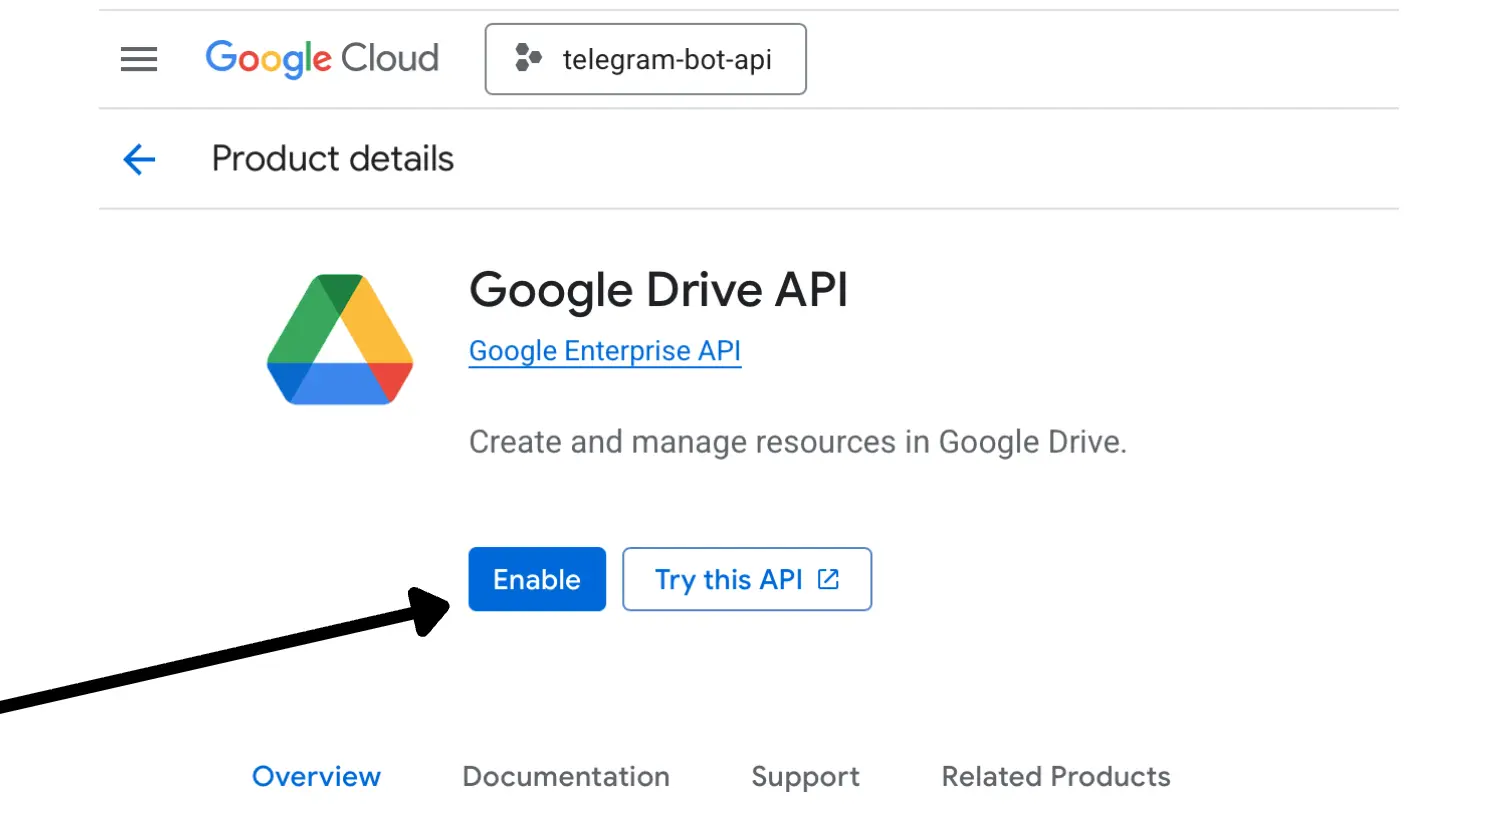 Google Cloud
telegram-bot-api
Product details
Google Drive API
Google Enterprise API
Create and manage resources in Google Drive.
Enable
Try this API
Overview
Documentation
Support
Related Products